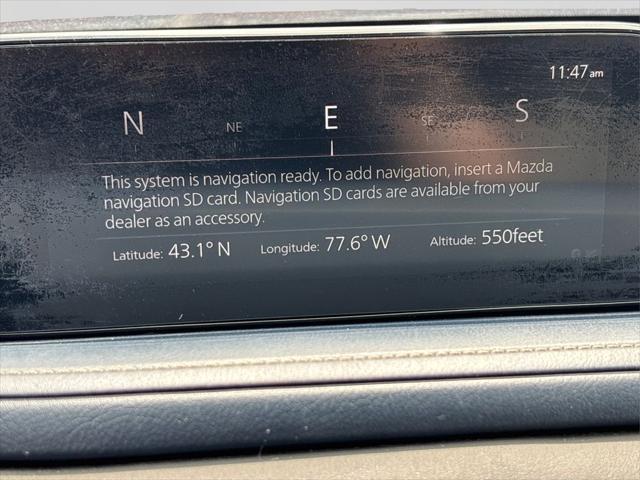 11:47am
N NE E SE S
This system is navigation ready. To add navigation, insert a Mazda
navigation SD card. Navigation SD cards are available from your
dealer as an accessory.
Latitude: 43.1° N Longitude: 77.6° W Altitude: 550feet